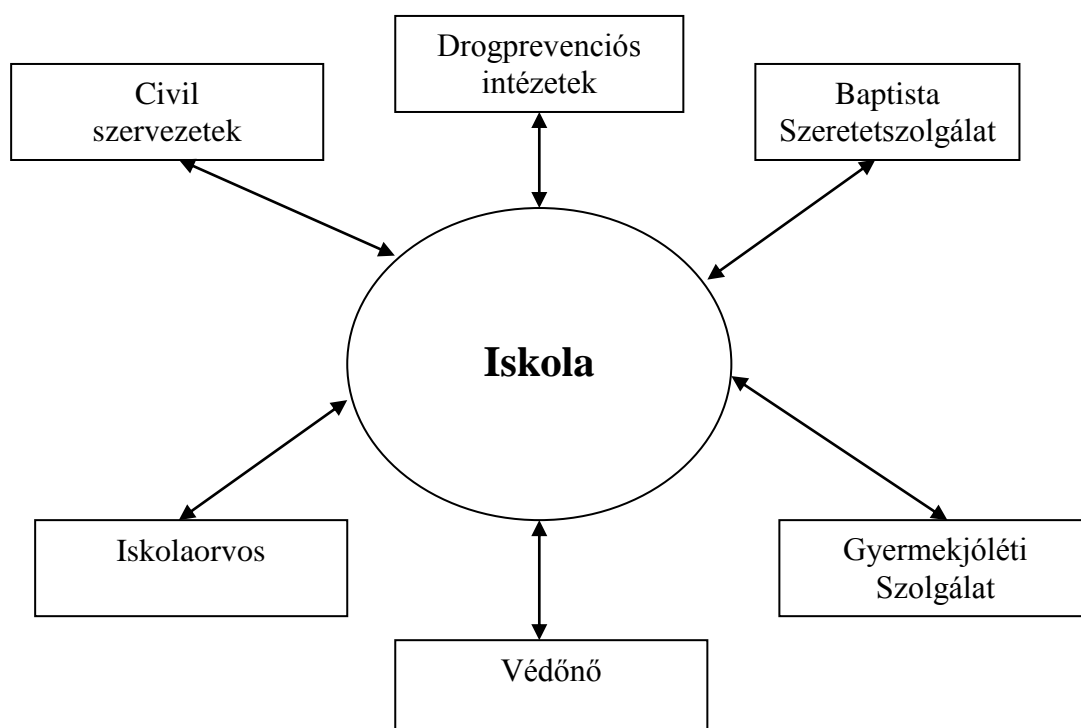 Drogprevenciós
intézetek
Civil
szervezetek
Baptista
Szeretetszolgálat
Iskola
Iskolaorvos
Gyermekjóléti
Szolgálat
Védőnő